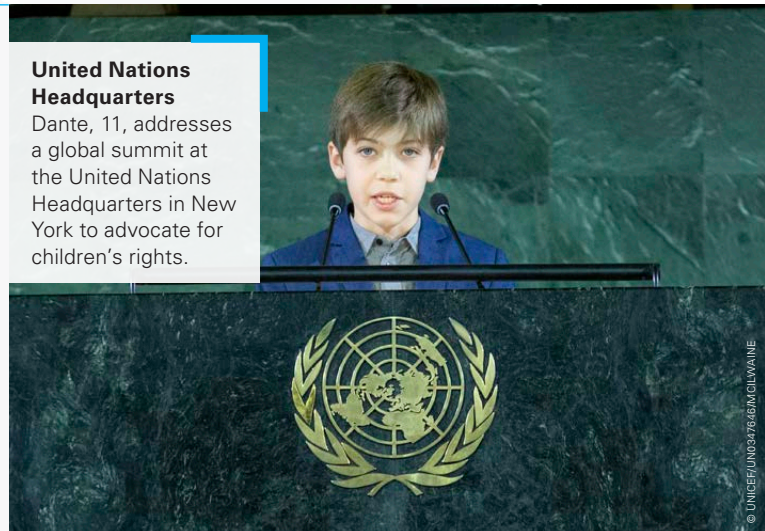 United Nations
Headquarters
Dante, 11, addresses
a global summit at
the United Nations
Headquarters in New
York to advocate for
children’s rights.
© UNICEF/UN0347646/MCILWAINE